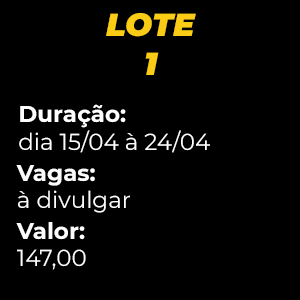 LOTE
1
Duração:
dia 15/04 à 24/04
Vagas:
à divulgar
Valor:
147,00